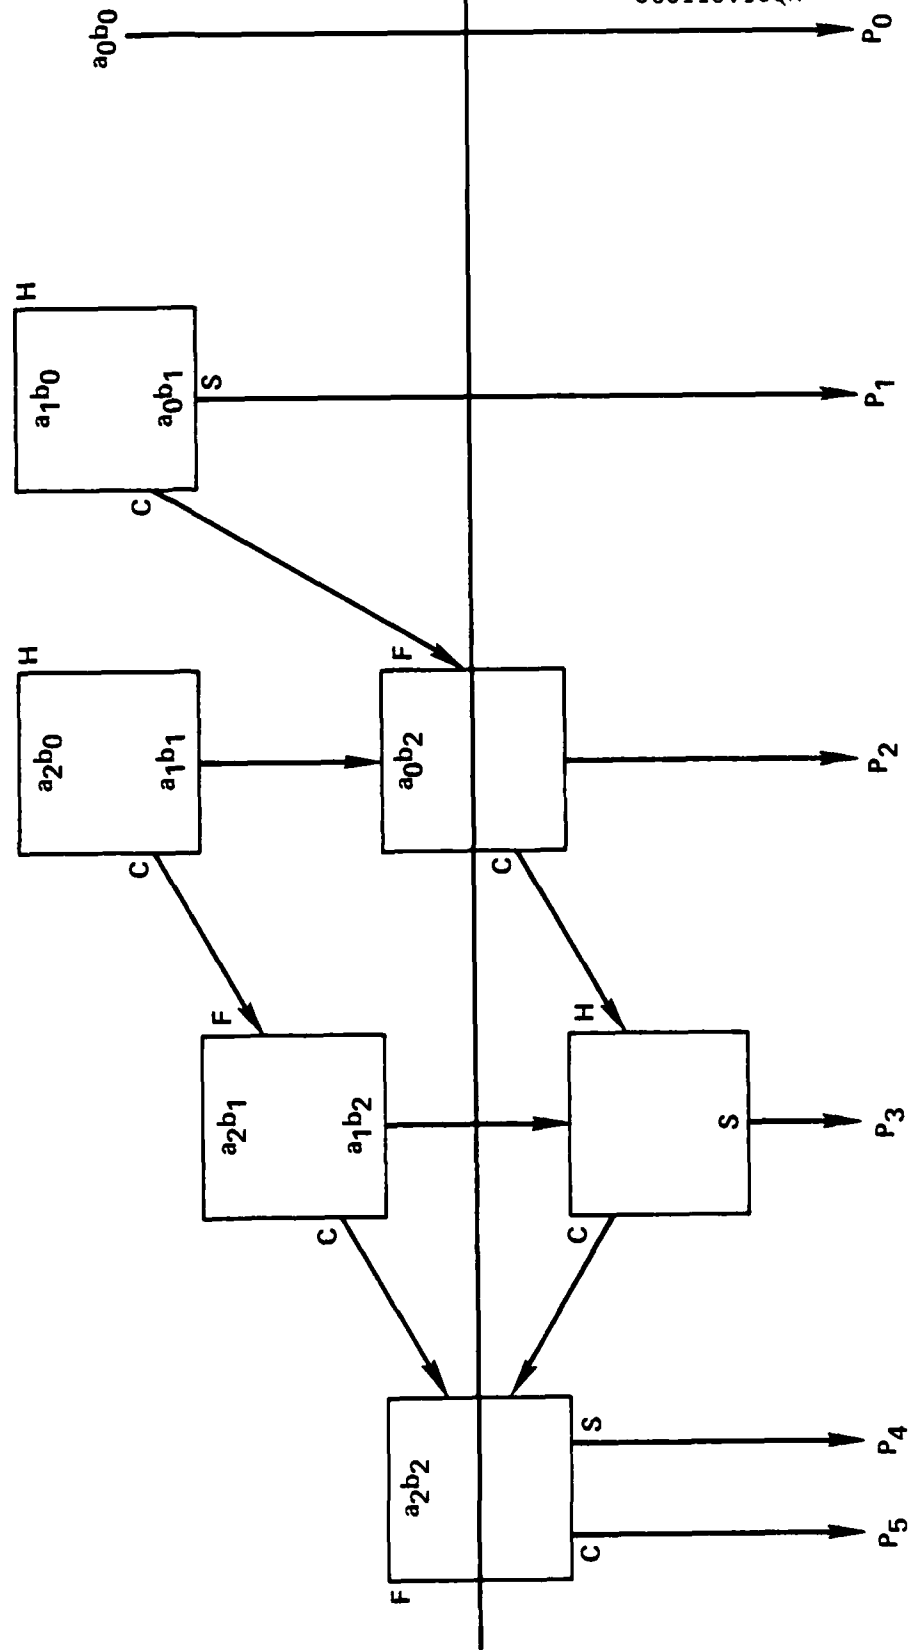 a₀b₀
P₀
H
a₁b₀
a₀b₁
S
C
P₁
H
a₂b₀
a₁b₁
C
F
a₀b₂
C
P₂
F
a₂b₁
a₁b₂
C
H
S
C
P₃
F
a₂b₂
S
C
P₄
P₅